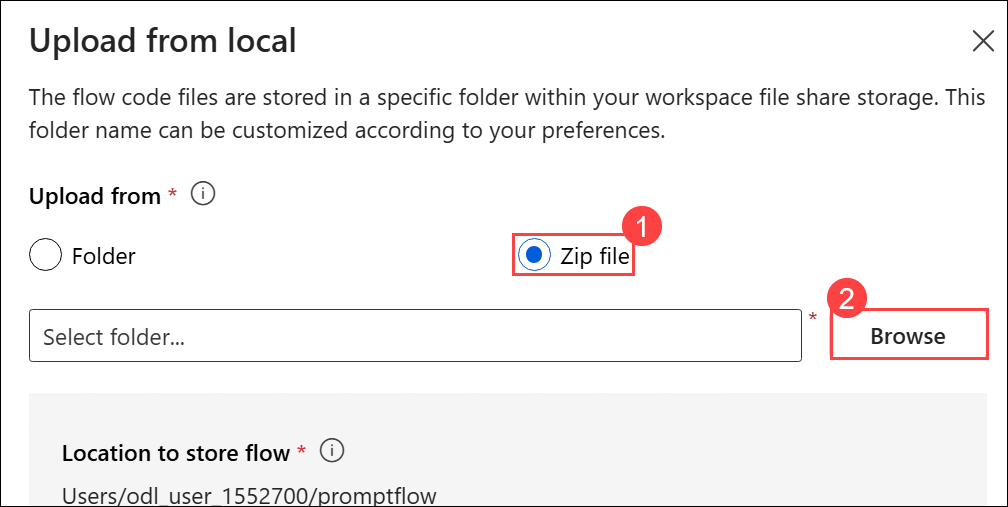 Upload from local
The flow code files are stored in a specific folder within your workspace file share storage. This
folder name can be customized according to your preferences.
Upload from *
1
Folder
Zip file
2
Select folder... *
Browse
Location to store flow *
Users/odl_user_1552700/promptflow